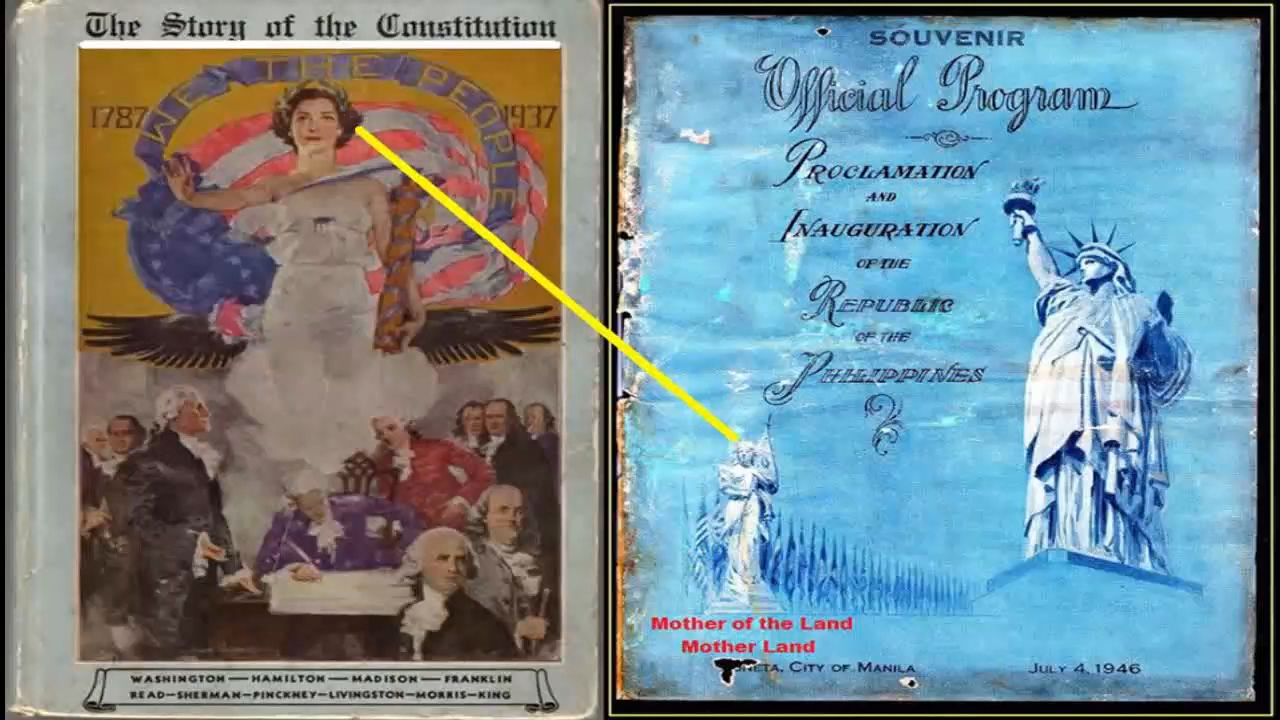 The Story of the Constitution
WE THE PEOPLE
1787 1937
WASHINGTON — HAMILTON — MADISON — FRANKLIN
READ—SHERMAN—PINCKNEY—LIVINGSTON—MORRIS—KING
SOUVENIR
Official Program
PROCLAMATION
AND
INAUGURATION
OF THE
REPUBLIC
OF THE
PHILIPPINES
Mother of the Land
Mother Land
CITY OF MANILA
JULY 4, 1946